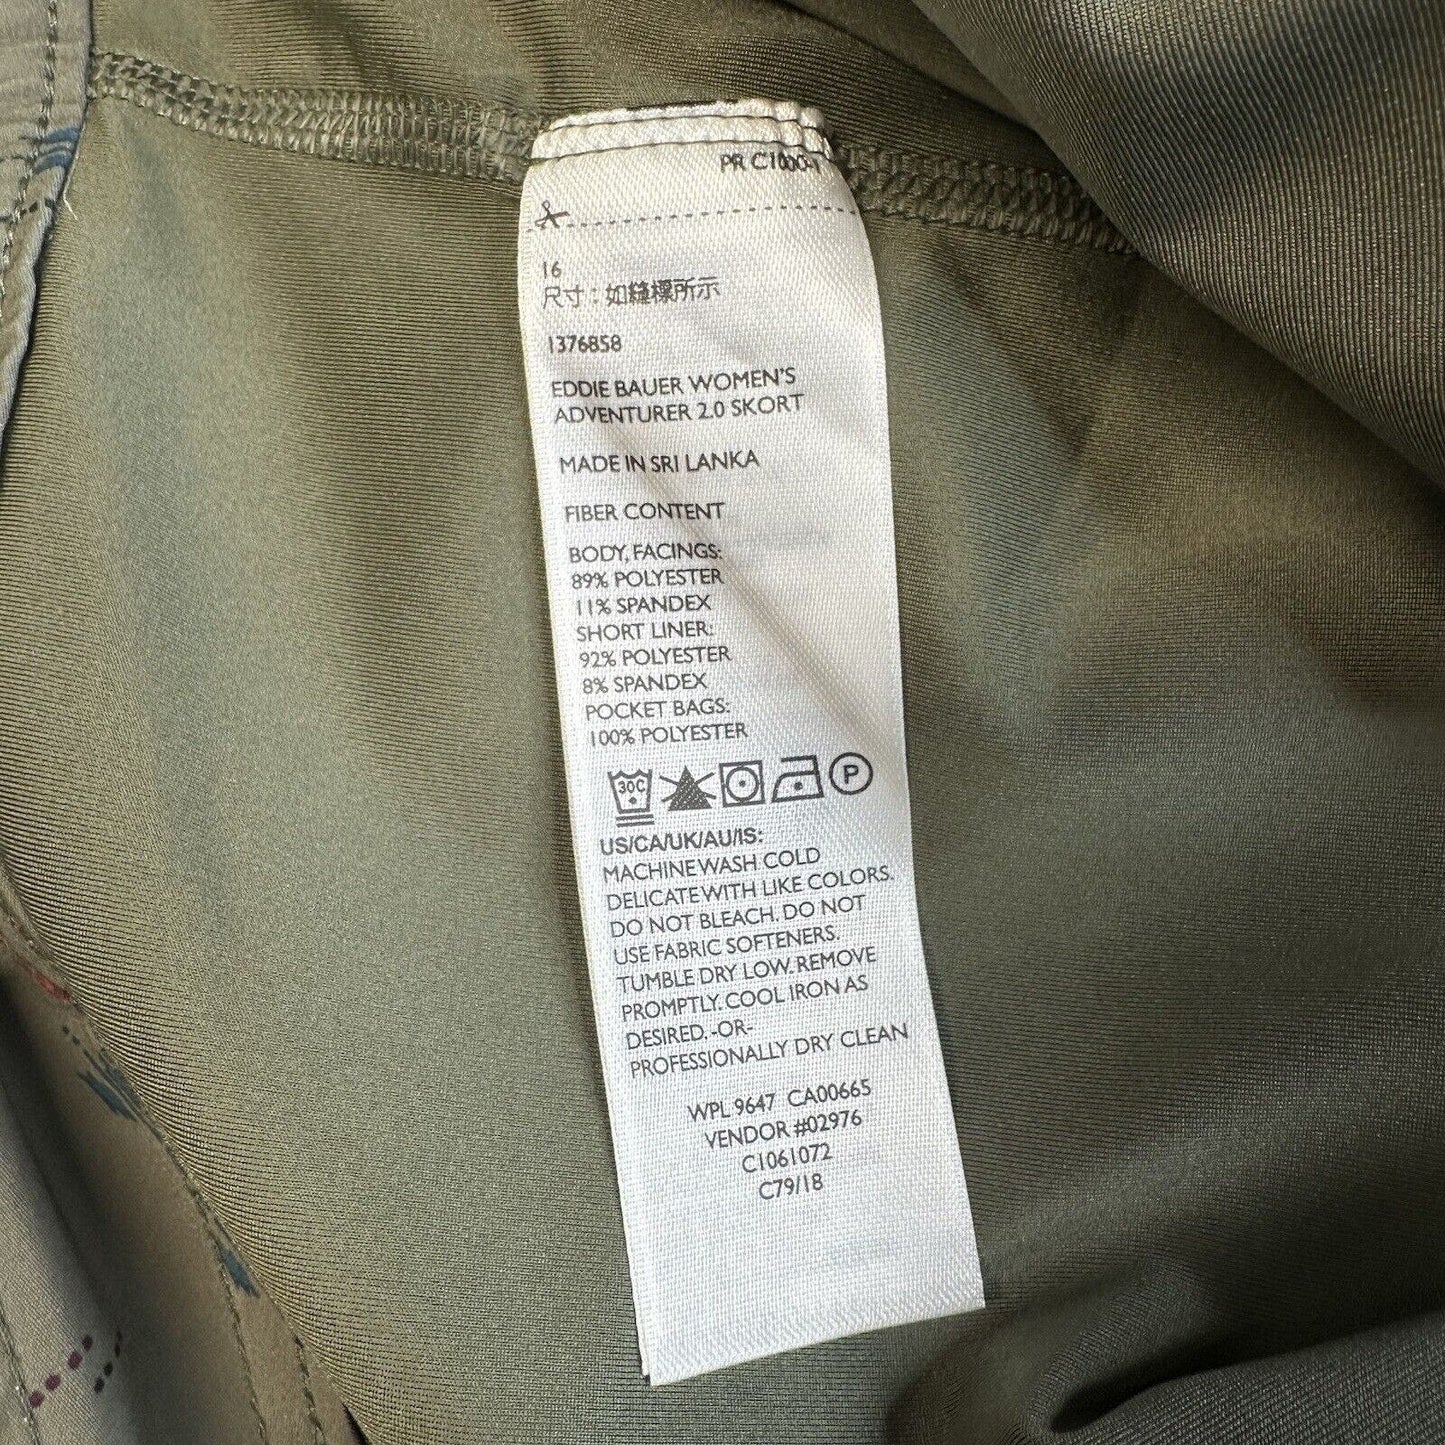 PR C1000-1
16
尺寸：如縫標所示
1376858
EDDIE BAUER WOMEN'S
ADVENTURER 2.0 SKORT
MADE IN SRI LANKA
FIBER CONTENT
BODY, FACINGS:
89% POLYESTER
11% SPANDEX
SHORT LINER:
92% POLYESTER
8% SPANDEX
POCKET BAGS:
100% POLYESTER
30C P
US/CA/UK/AU/IS:
MACHINE WASH COLD
DELICATE WITH LIKE COLORS.
DO NOT BLEACH. DO NOT
USE FABRIC SOFTENERS.
TUMBLE DRY LOW. REMOVE
PROMPTLY. COOL IRON AS
DESIRED. -OR-
PROFESSIONALLY DRY CLEAN
WPL 9647 CA00665
VENDOR #02976
C1061072
C79/18